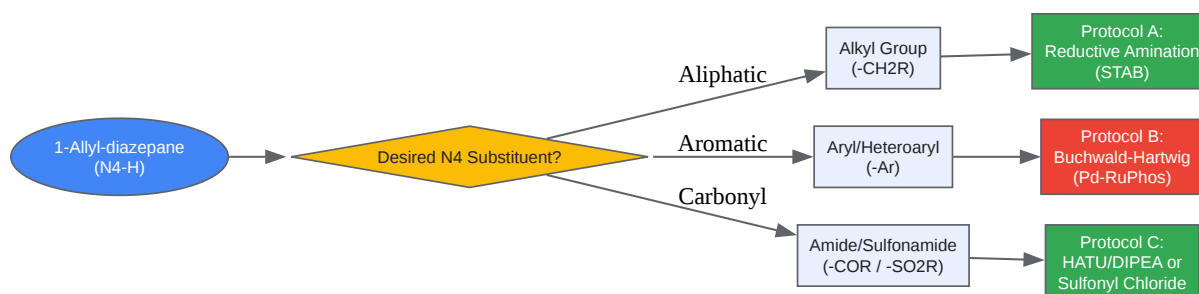 1-Allyl-diazepane
(N4-H)
Desired N4 Substituent?
Aliphatic
Alkyl Group
(-CH2R)
Protocol A:
Reductive Amination
(STAB)
Aromatic
Aryl/Heteroaryl
(-Ar)
Protocol B:
Buchwald-Hartwig
(Pd-RuPhos)
Carbonyl
Amide/Sulfonamide
(-COR / -SO2R)
Protocol C:
HATU/DIPEA or
Sulfonyl Chloride